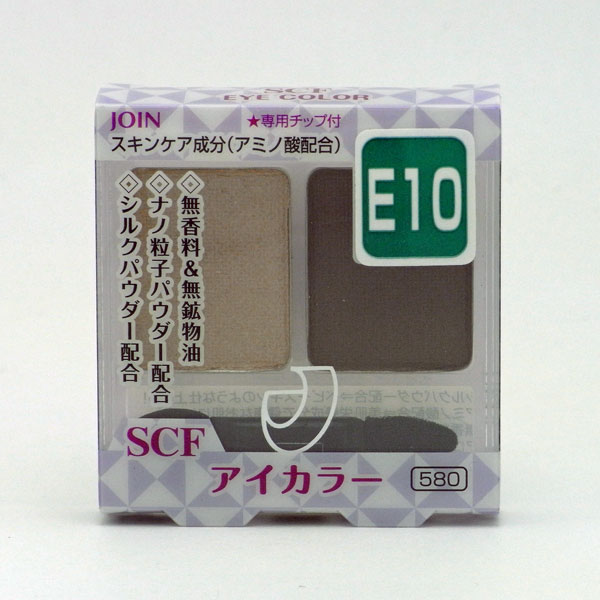 SCF
EYE COLOR
JOIN
★専用チップ付
スキンケア成分(アミノ酸配合)
E10
◇無香料&無鉱物油
◇ナノ粒子パウダー配合
◇シルクパウダー配合
SCF
アイカラー
580